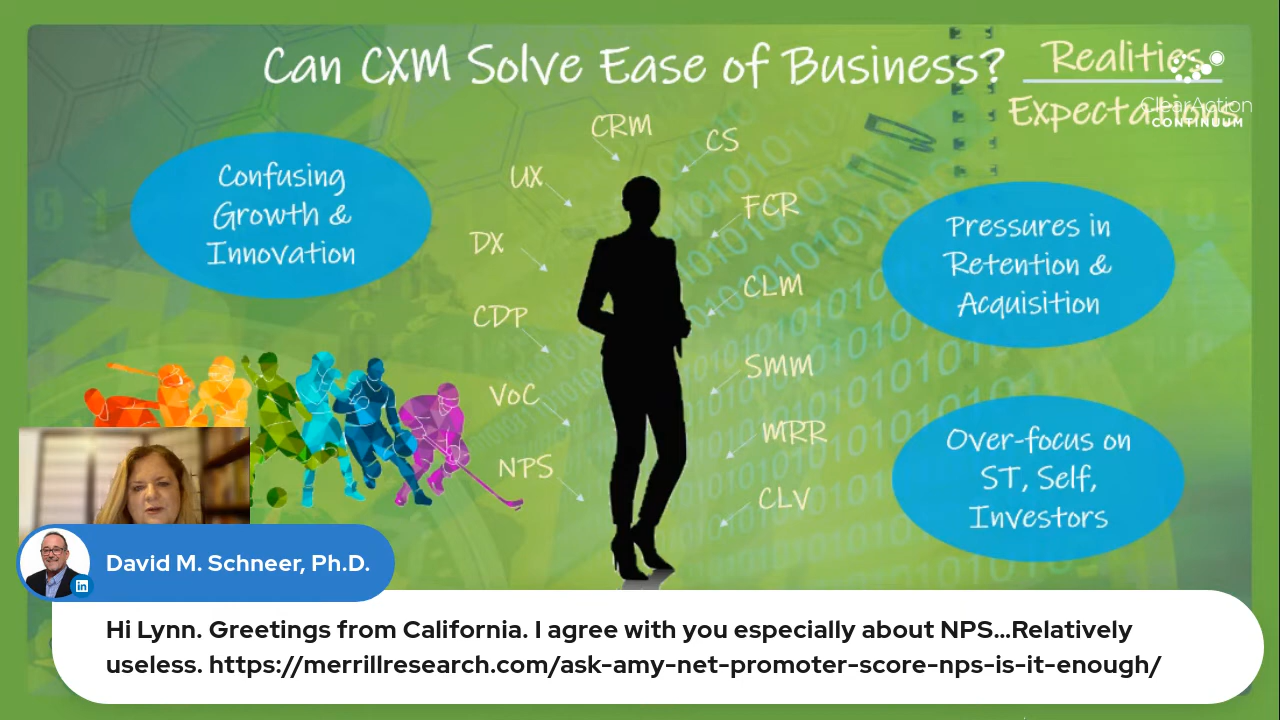 Can CXM Solve Ease of Business?
Realities
Expectations
ClearAction
CONTINUUM
Confusing
Growth &
Innovation
CRM
CS
UX
FCR
DX
CLM
CDP
SMM
VoC
MRR
NPS
CLV
Pressures in
Retention &
Acquisition
Over-focus on
ST, Self,
Investors
in
David M. Schneer, Ph.D.
Hi Lynn. Greetings from California. I agree with you especially about NPS...Relatively
useless. https://merrillresearch.com/ask-amy-net-promoter-score-nps-is-it-enough/